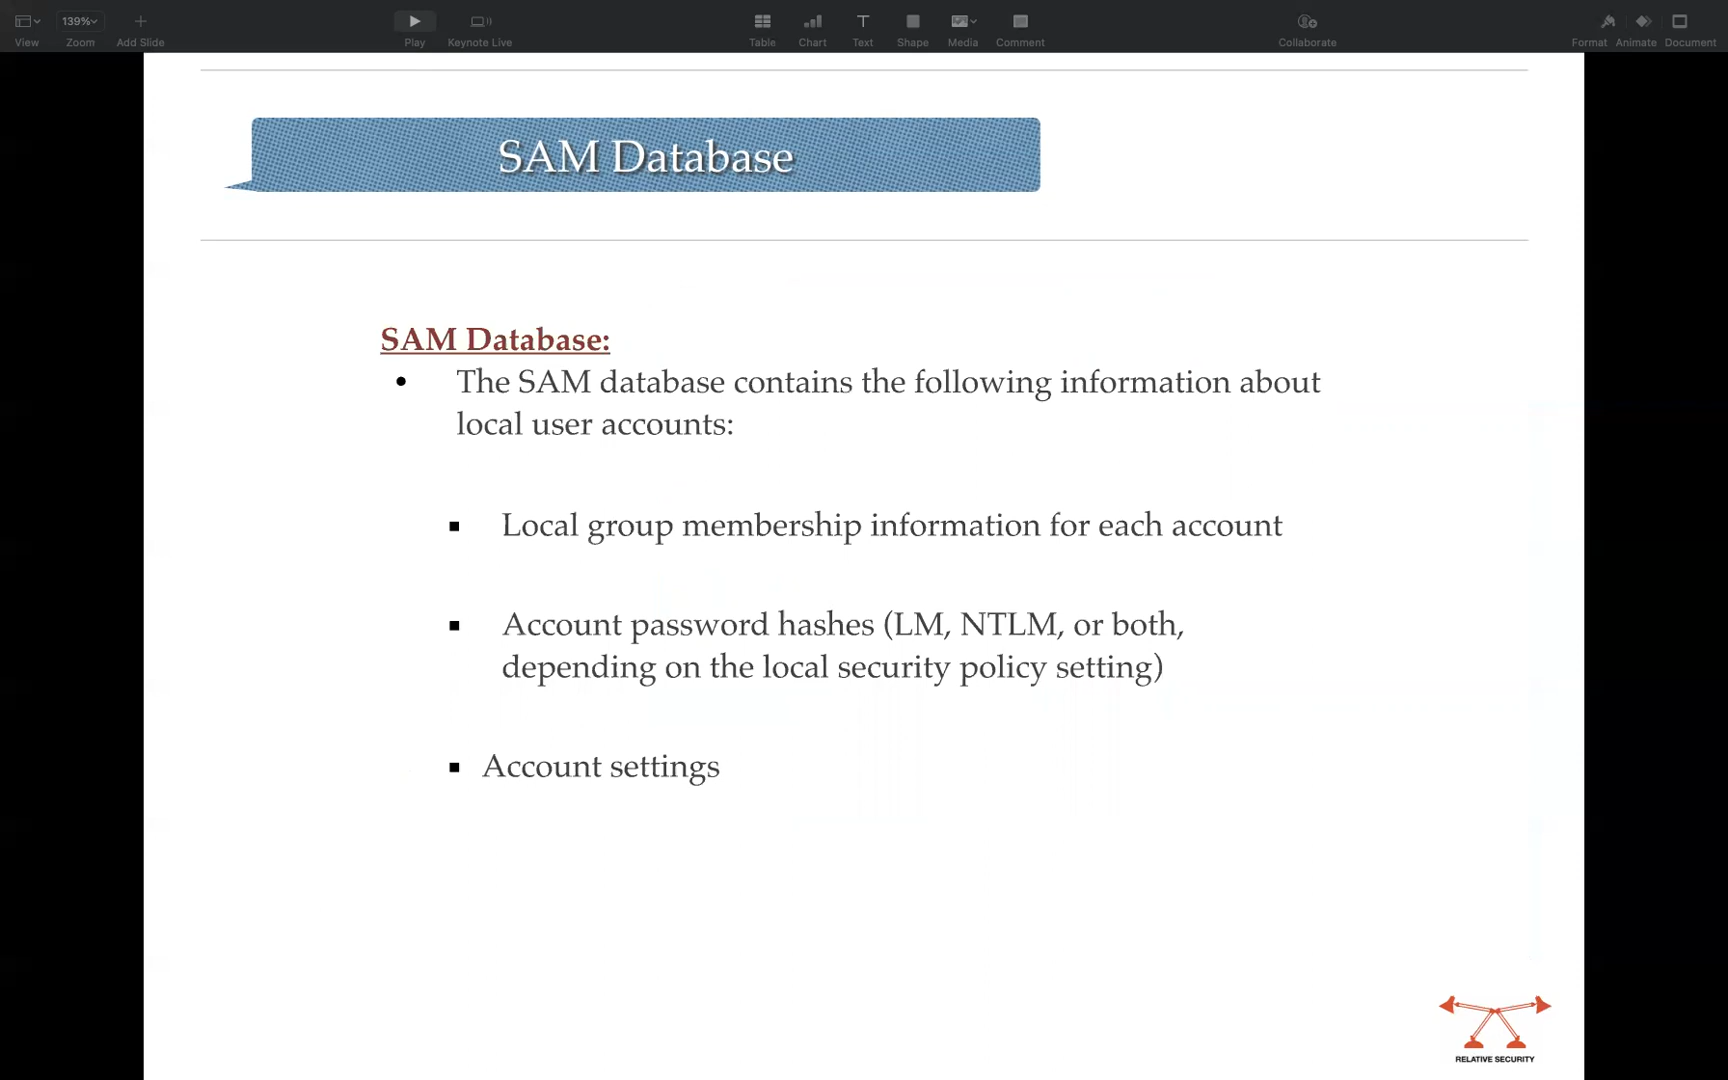 139%
View
Zoom
Add Slide
Play
Keynote Live
Table
Chart
Text
Shape
Media
Comment
Collaborate
Format
Animate
Document
SAM Database
SAM Database:
• The SAM database contains the following information about
local user accounts:
▪ Local group membership information for each account
▪ Account password hashes (LM, NTLM, or both,
depending on the local security policy setting)
▪ Account settings
RELATIVE SECURITY